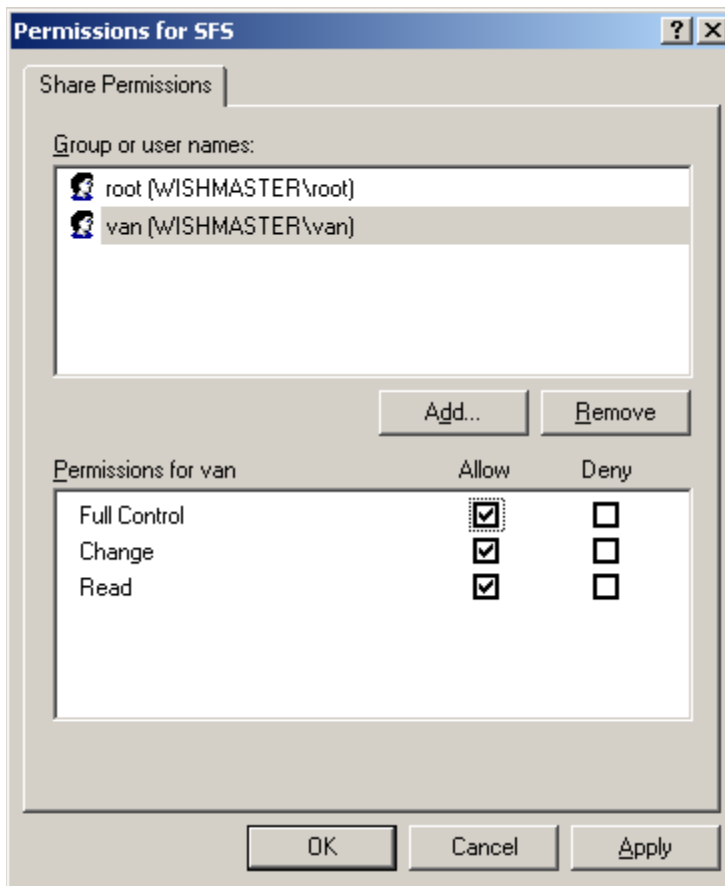 Permissions for SFS
Share Permissions
Group or user names:
root (WISHMASTER\root)
van (WISHMASTER\van)
Add...
Remove
Permissions for van Allow Deny
Full Control
Change
Read
OK Cancel Apply